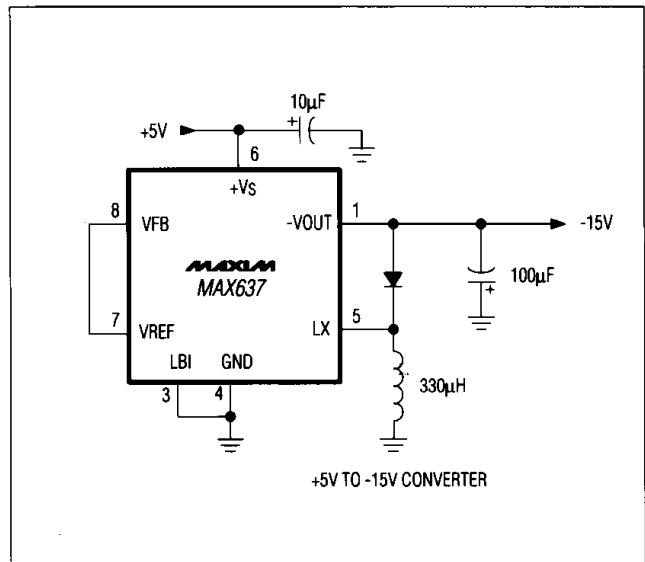 10µF
+5V
6
+VS
8 VFB -VOUT 1 -15V
MAXIM
MAX637
100µF
7 VREF LX 5
LBI GND
3 4
330µH
+5V TO -15V CONVERTER